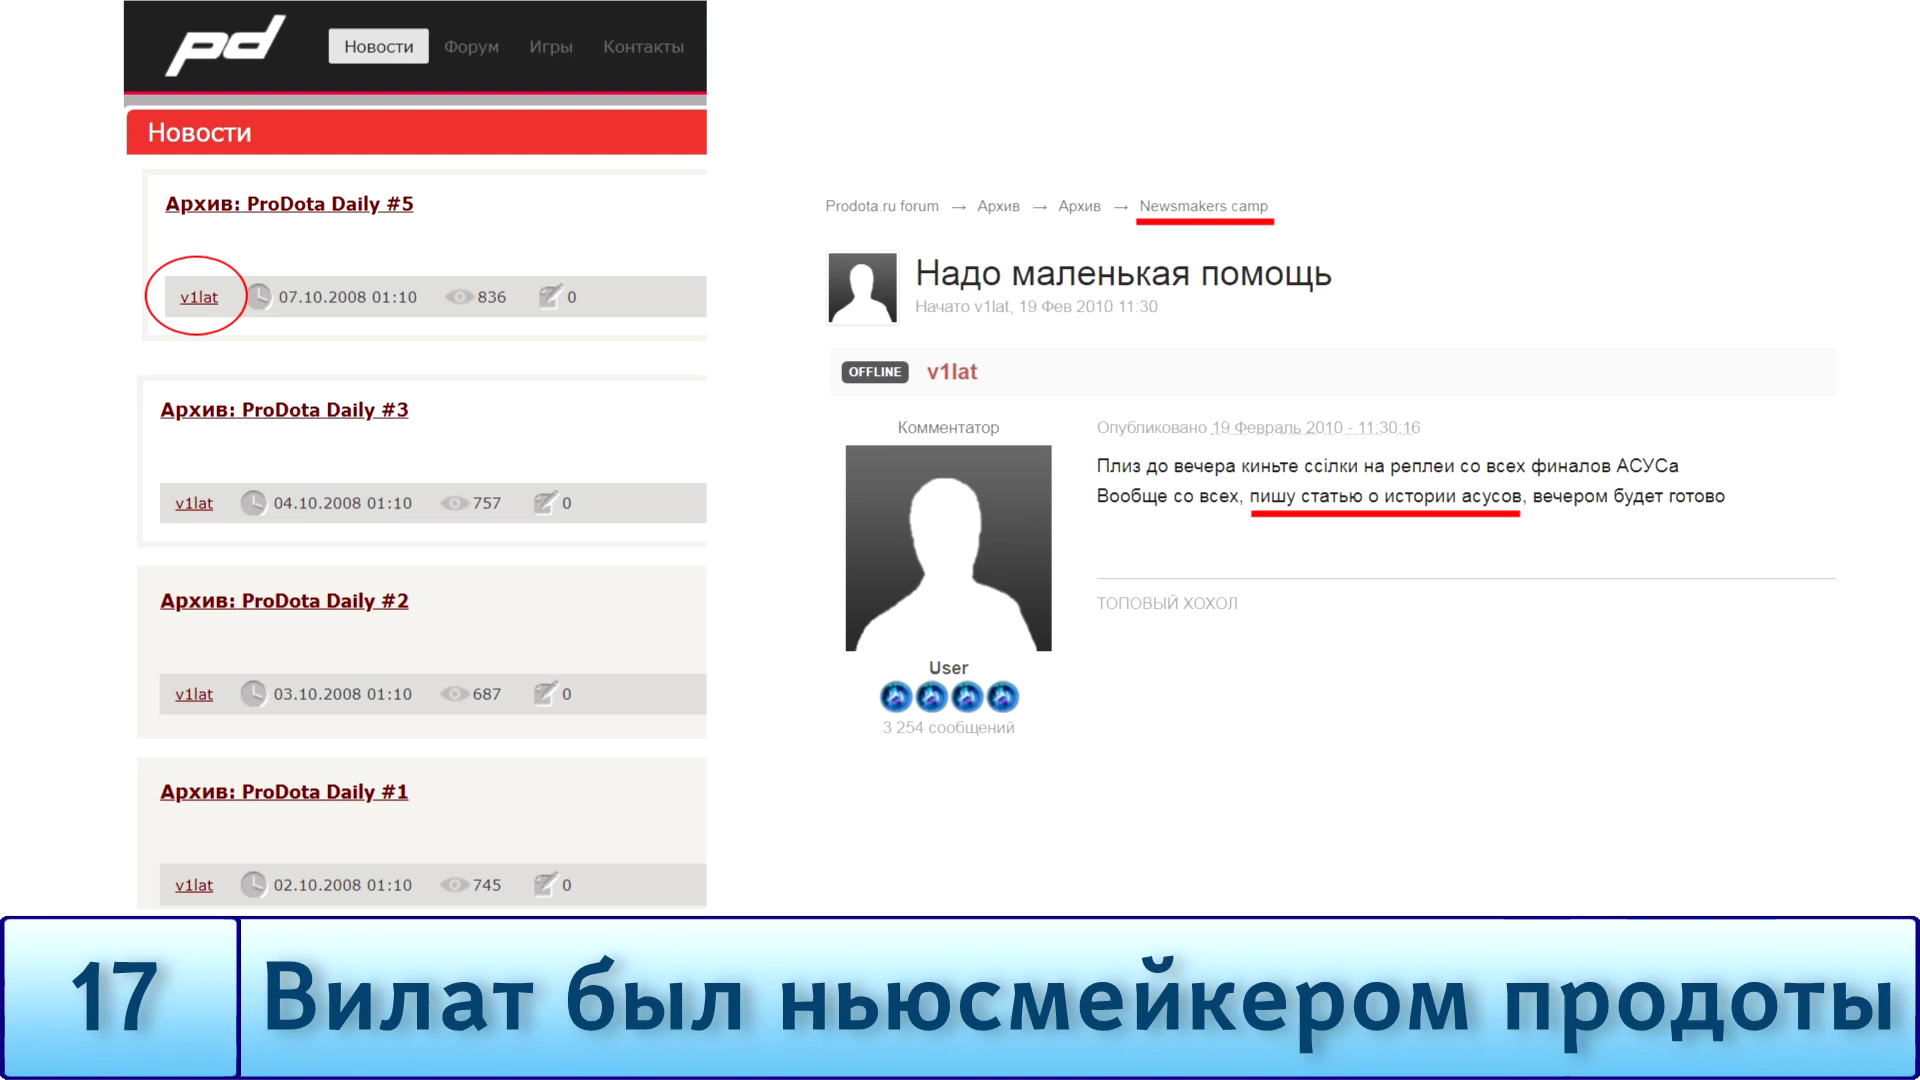 pd
Новости Форум Игры Контакты
Новости
Архив: ProDota Daily #5
v1lat 07.10.2008 01:10 836 0
Архив: ProDota Daily #3
v1lat 04.10.2008 01:10 757 0
Архив: ProDota Daily #2
v1lat 03.10.2008 01:10 687 0
Архив: ProDota Daily #1
v1lat 02.10.2008 01:10 745 0
Prodota.ru forum → Архив → Архив → Newsmakers camp
Надо маленькая помощь
Начато v1lat, 19 Фев 2010 11:30
OFFLINE v1lat
Комментатор
Опубликовано 19 Февраль 2010 - 11:30:16
Плиз до вечера киньте ссілки на реплеи со всех финалов АСУСа
Вообще со всех, пишу статью о истории асусов, вечером будет готово
ТОПОВЫЙ ХОХОЛ
User
3 254 сообщений
17 Вилат был ньюсмейкером продоты